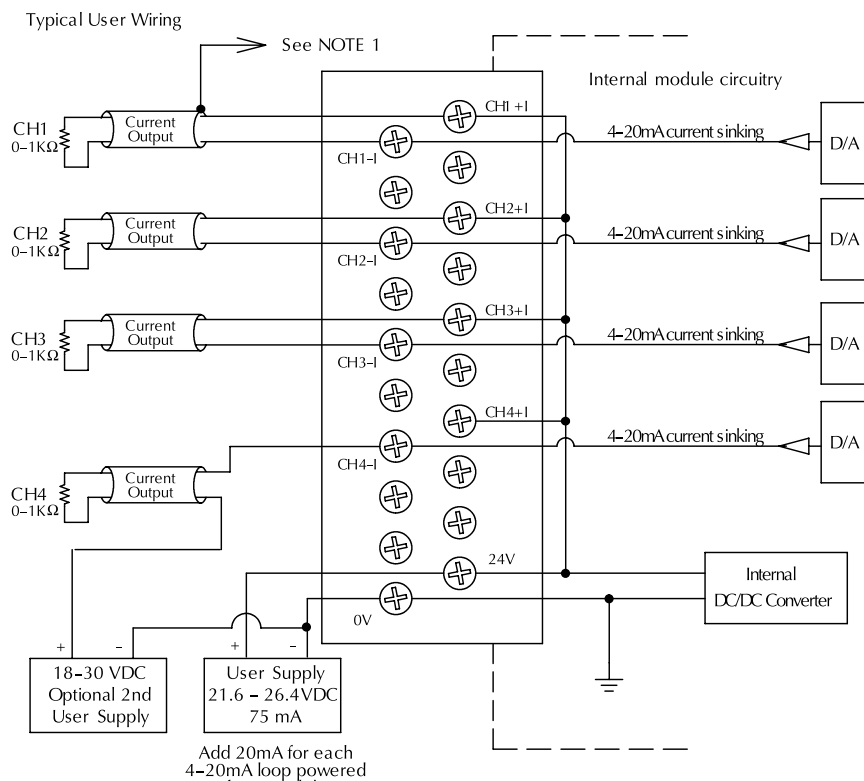 Typical User Wiring
See NOTE 1
Internal module circuitry
CH1
0–1KΩ
Current
Output
CH1 +I
CH1–I
4–20mA current sinking
D/A
CH2
0–1KΩ
Current
Output
CH2+I
CH2–I
4–20mA current sinking
D/A
CH3
0–1KΩ
Current
Output
CH3+I
CH3–I
4–20mA current sinking
D/A
CH4+I
CH4–I
4–20mA current sinking
D/A
CH4
0–1KΩ
Current
Output
24V
0V
Internal
DC/DC Converter
+ –
+ –
18–30 VDC
Optional 2nd
User Supply
User Supply
21.6 – 26.4VDC
75 mA
Add 20mA for each
4–20mA loop powered